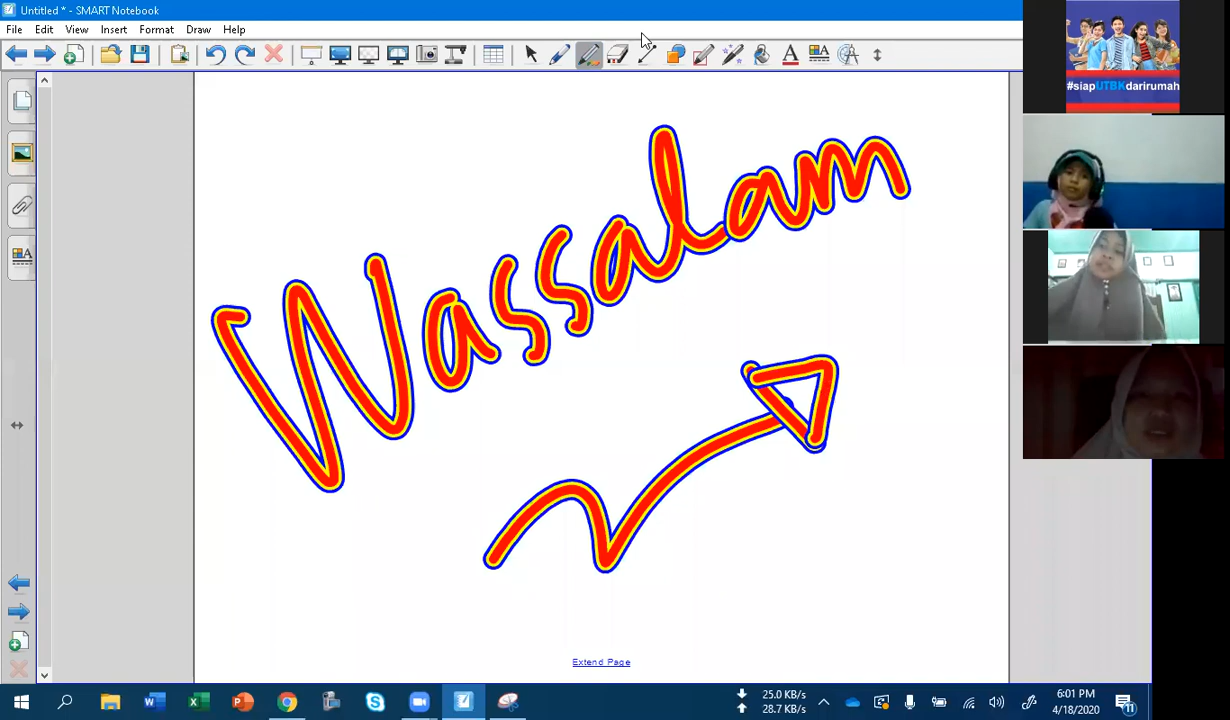 Untitled * - SMART Notebook
File Edit View Insert Format Draw Help
#siapUTBKdarirumah
Wassalam
Extend Page
25.0 KB/s
28.7 KB/s
6:01 PM
4/18/2020
11